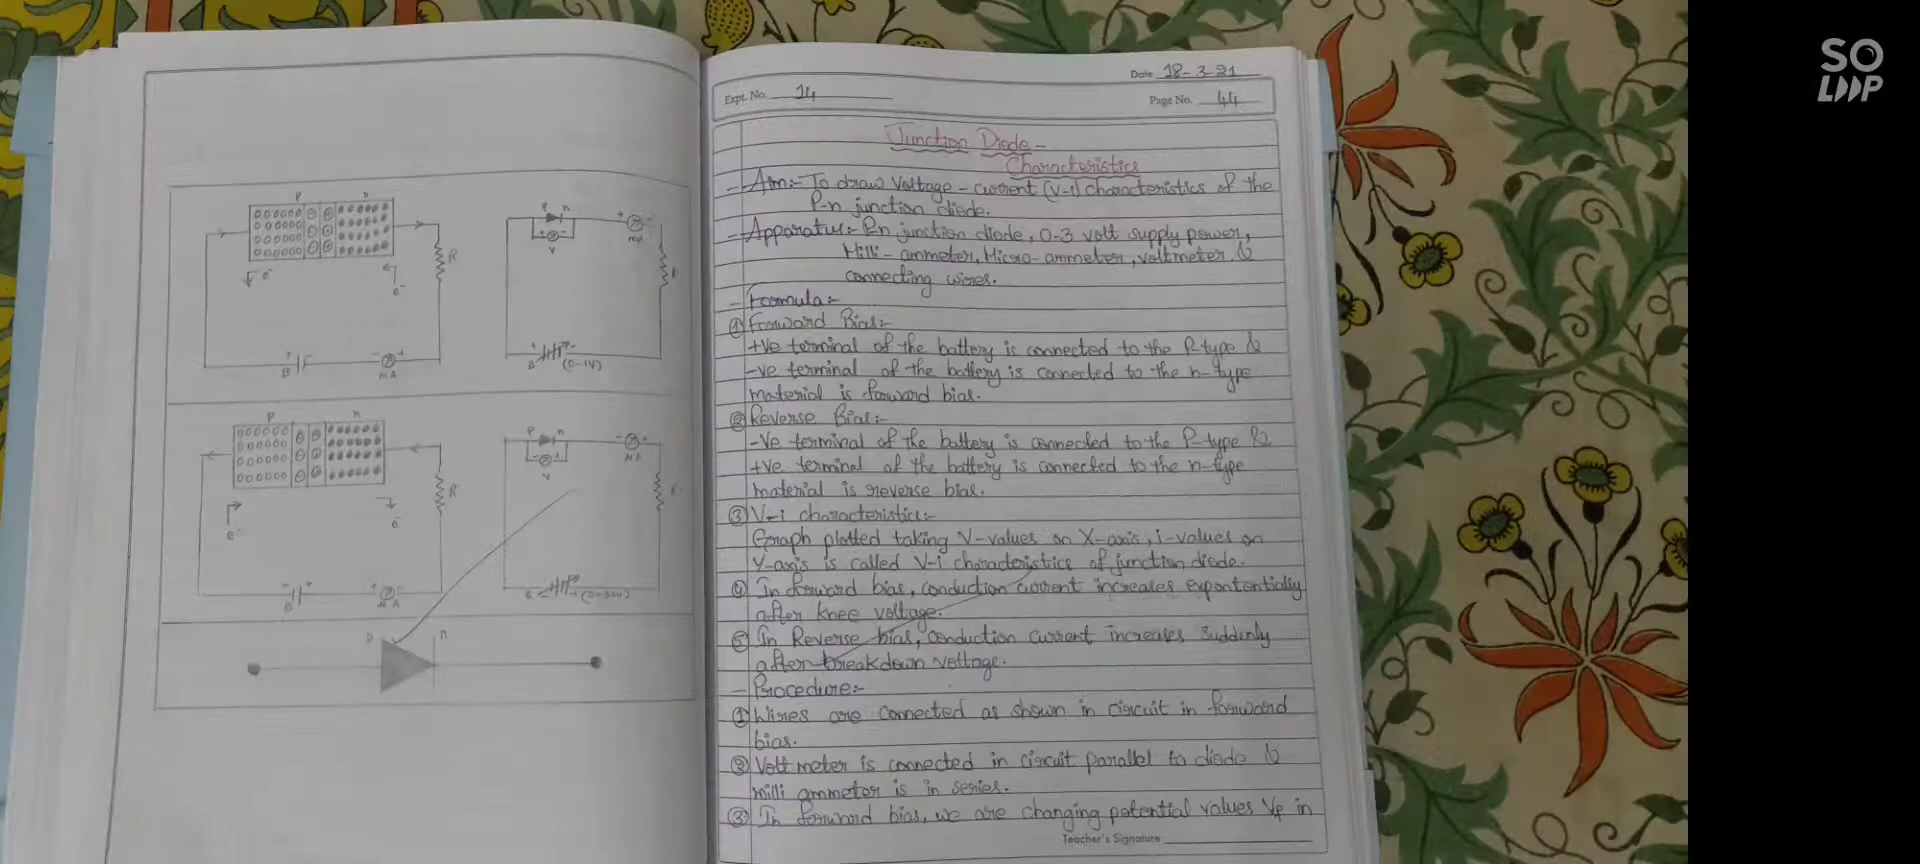 SO
LOOP
Date 18-3-21
Expt. No. 14
Page No. 44
Junction Diode -
Characteristics
- Aim:- To draw Voltage - current (V-i) characteristics of the
P-n junction diode.
- Apparatus:- Pn junction diode, 0-3 volt supply power,
Milli-ammeter, Micro-ammeter, voltmeter, &
connecting wires.
- Formula:-
① Forward Bias:-
+ve terminal of the battery is connected to the P-type &
-ve terminal of the battery is connected to the n-type
material is forward bias.
② Reverse Bias:-
-Ve terminal of the battery is connected to the P-type &
+ve terminal of the battery is connected to the n-type
material is reverse bias.
③ V-i characteristics:-
Graph plotted taking V-values on X-axis, i-values on
Y-axis is called V-i characteristics of junction diode.
④ In forward bias, conduction current increases expontentially
after knee voltage.
⑤ In Reverse bias, conduction current increases suddenly
after breakdown voltage.
- Procedure:-
① Wires are connected as shown in circuit in forward
bias.
② Volt meter is connected in circuit parallel to diode &
milli ammeter is in series.
③ In forward bias, we are changing potential values Vf in
Teacher's Signature
P n
R
e⁻ e⁻
+ B - + MA
P n
+ -
V
+ -
B (0-1V)
P n
R
e⁻ e⁻
- + + -
B
P n
- +
V
- +
R
B
P n